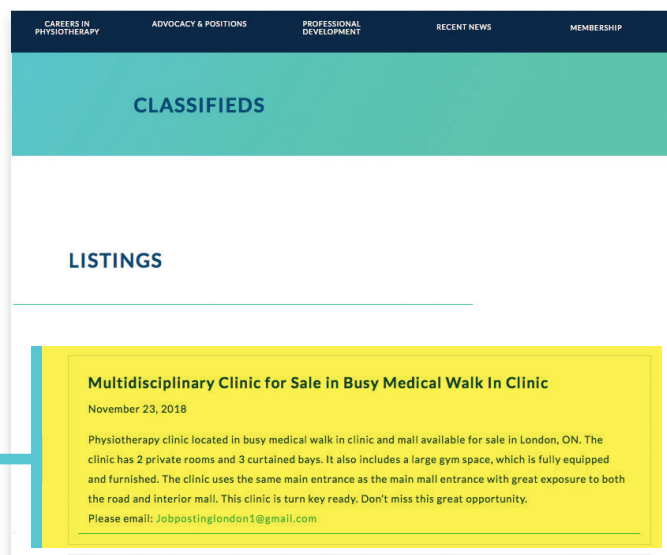 CAREERS IN
PHYSIOTHERAPY
ADVOCACY & POSITIONS
PROFESSIONAL
DEVELOPMENT
RECENT NEWS
MEMBERSHIP
CLASSIFIEDS
LISTINGS
Multidisciplinary Clinic for Sale in Busy Medical Walk In Clinic
November 23, 2018
Physiotherapy clinic located in busy medical walk in clinic and mall available for sale in London, ON. The
clinic has 2 private rooms and 3 curtained bays. It also includes a large gym space, which is fully equipped
and furnished. The clinic uses the same main entrance as the main mall entrance with great exposure to both
the road and interior mall. This clinic is turn key ready. Don't miss this great opportunity.
Please email: Jobpostinglondon1@gmail.com